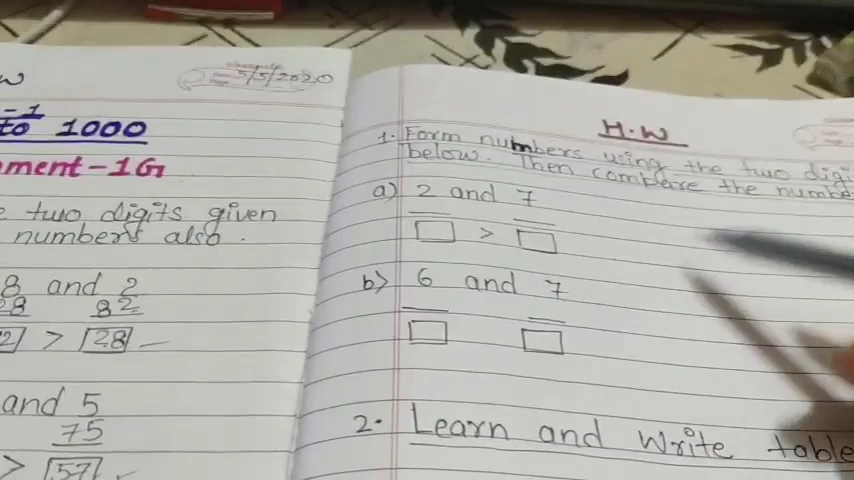 W
5/5/2020
-1
to 1000
ment-1G
e two digits given
numbers also.
8 and 2
28 82
2 > 28
and 5
75
> 57
H.W
1. Form numbers using the two digi
below. Then compare the numbe
a) 2 and 7
>
b) 6 and 7
2. Learn and Write table